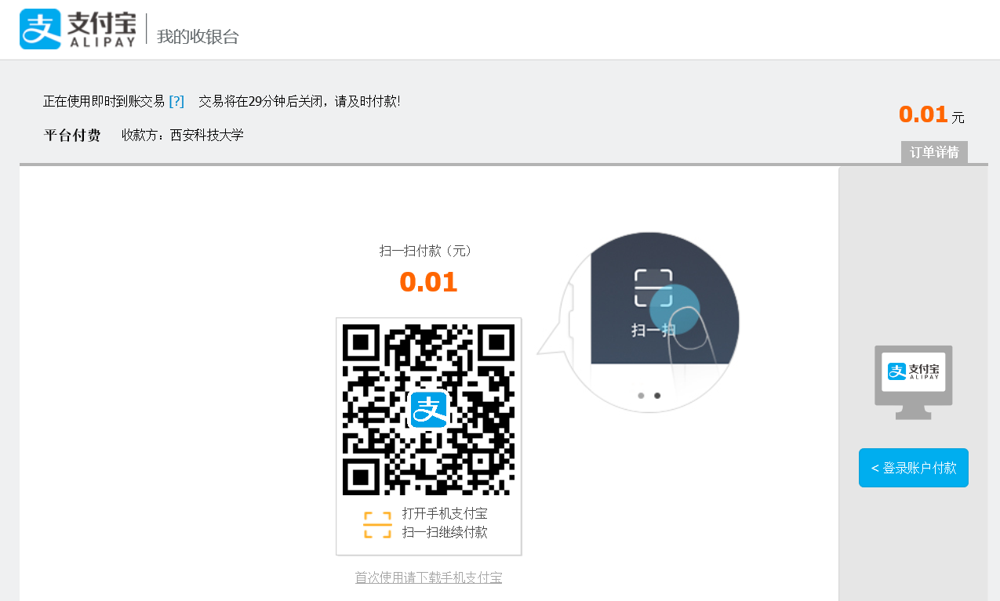 支付宝
ALIPAY
我的收银台
正在使用即时到账交易 [?] 交易将在29分钟后关闭，请及时付款！
平台付费 收款方：西安科技大学
0.01 元
订单详情
扫一扫付款（元）
0.01
支
扫一扫
打开手机支付宝
扫一扫继续付款
首次使用请下载手机支付宝
支付宝
ALIPAY
< 登录账户付款